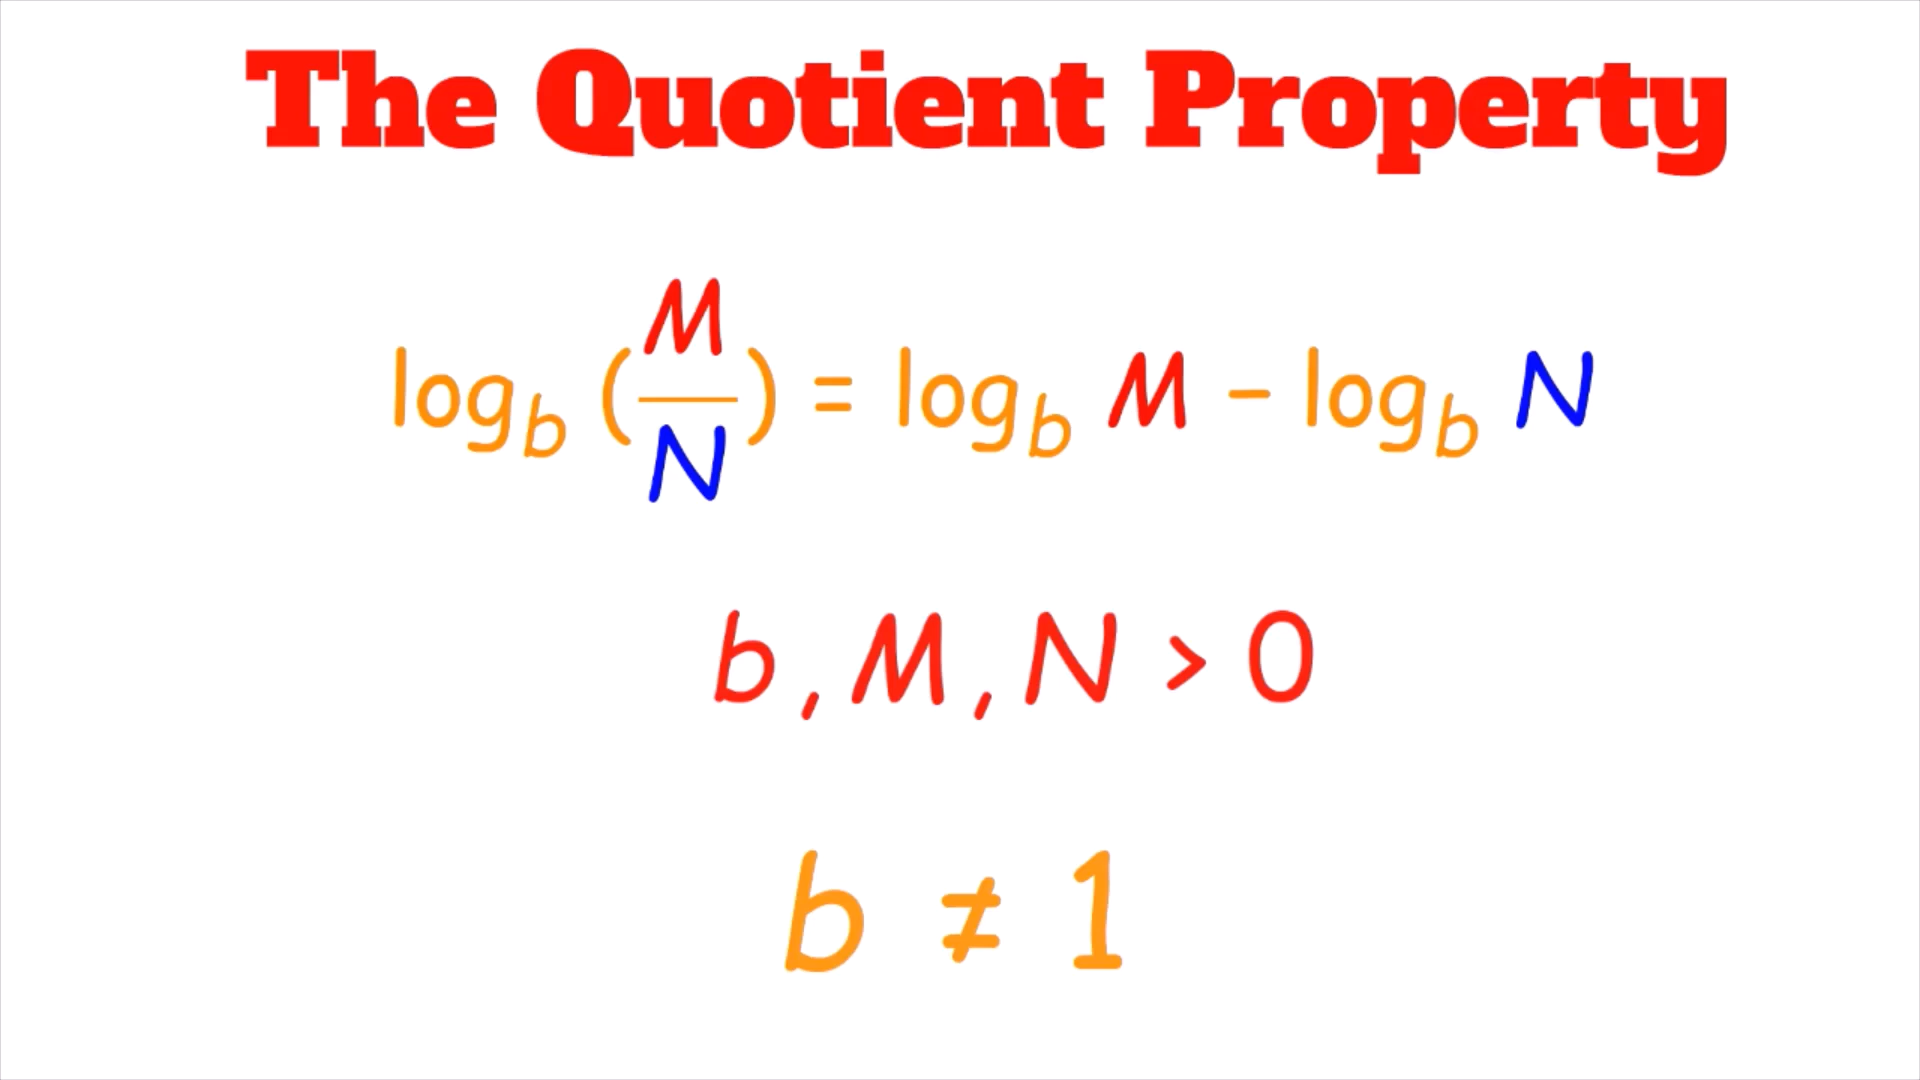 The Quotient Property
log_b (M/N) = log_b M - log_b N
b, M, N > 0
b ≠ 1